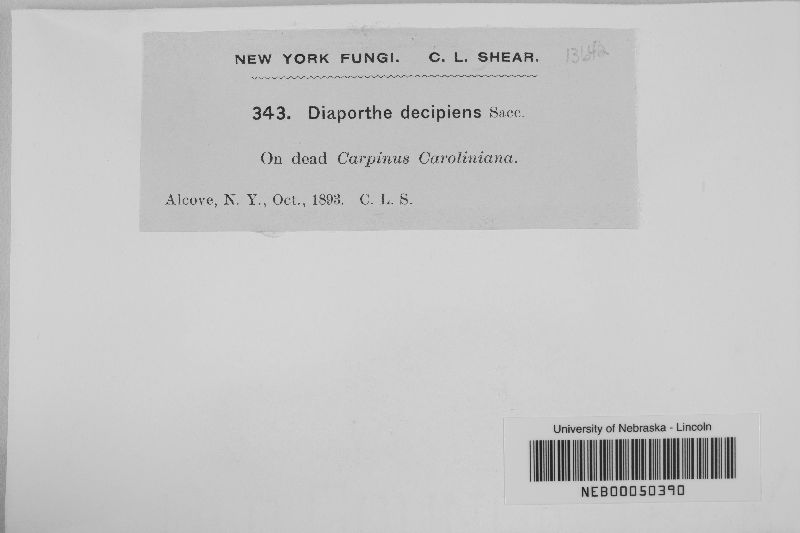 NEW YORK FUNGI. C. L. SHEAR. 13642
343. Diaporthe decipiens Sacc.
On dead Carpinus Caroliniana.
Alcove, N. Y., Oct., 1893. C. L. S.
University of Nebraska - Lincoln
NEB00050390